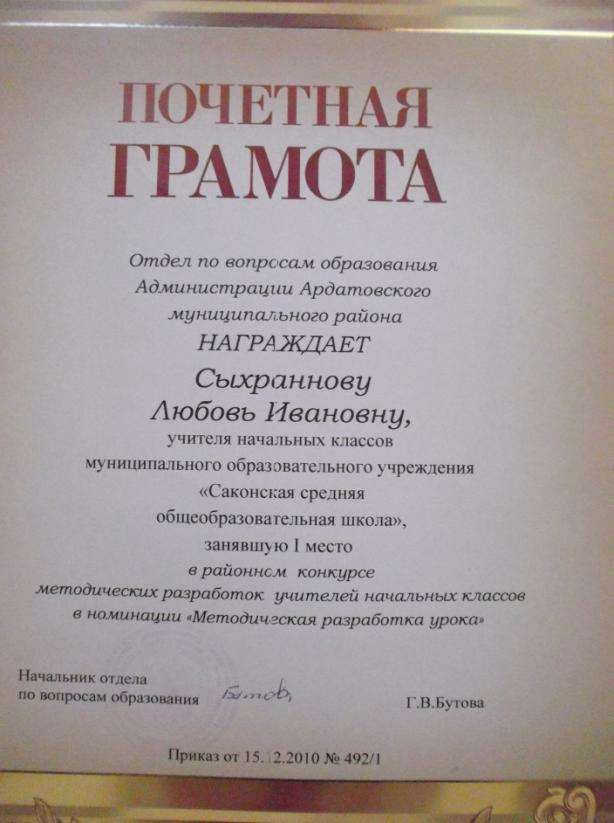 ПОЧЕТНАЯ
ГРАМОТА
Отдел по вопросам образования
Администрации Ардатовского
муниципального района
НАГРАЖДАЕТ
Сыхраннову
Любовь Ивановну,
учителя начальных классов
муниципального образовательного учреждения
«Саконская средняя
общеобразовательная школа»,
занявшую I место
в районном конкурсе
методических разработок учителей начальных классов
в номинации «Методическая разработка урока»
Начальник отдела
по вопросам образования
Г.В.Бутова
Приказ от 15.12.2010 № 492/1